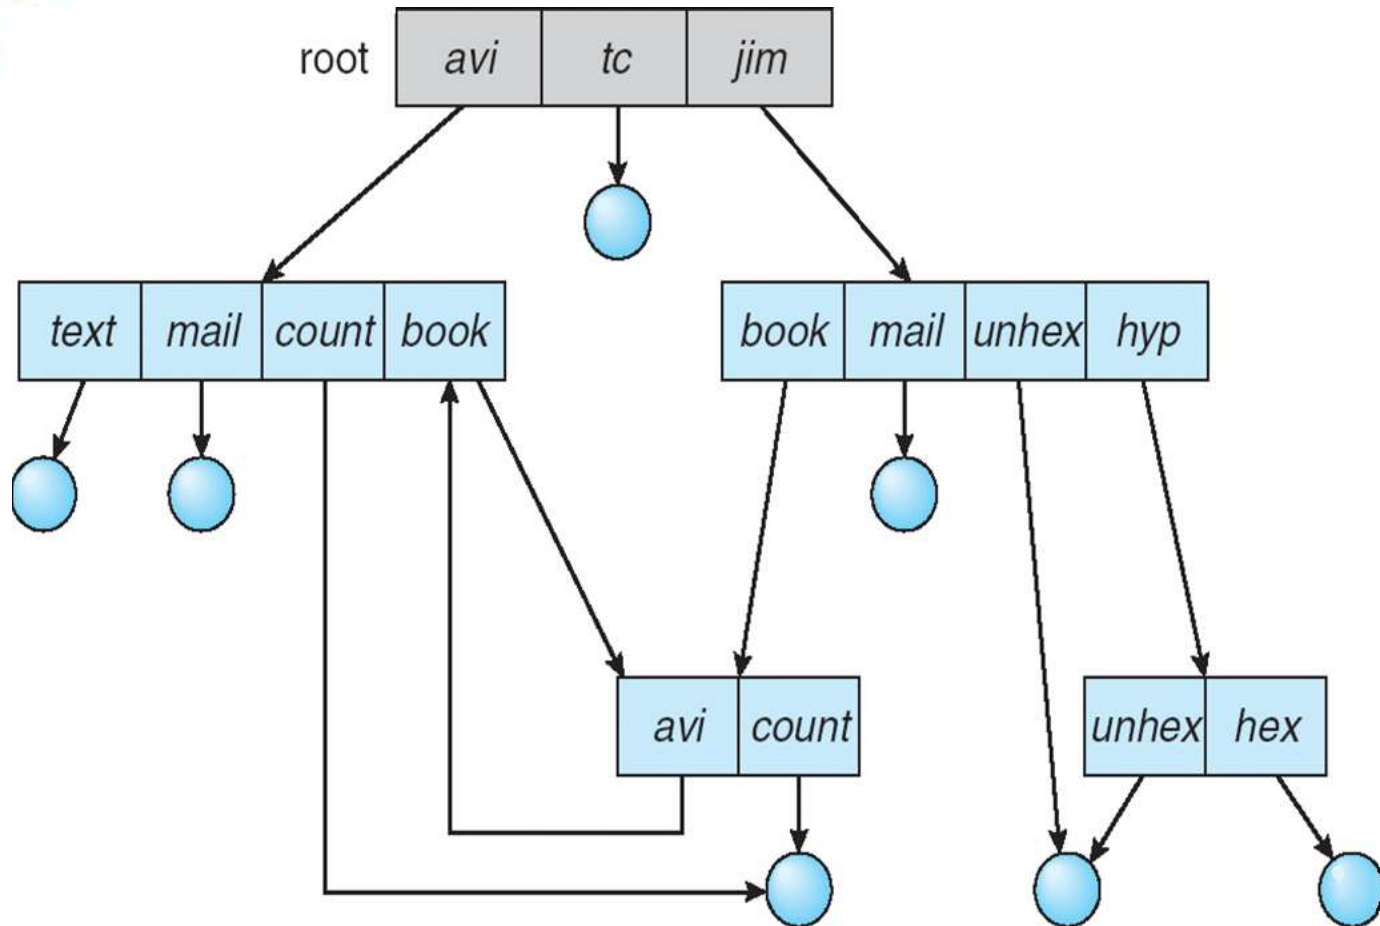 root avi tc jim
text mail count book
book mail unhex hyp
avi count
unhex hex